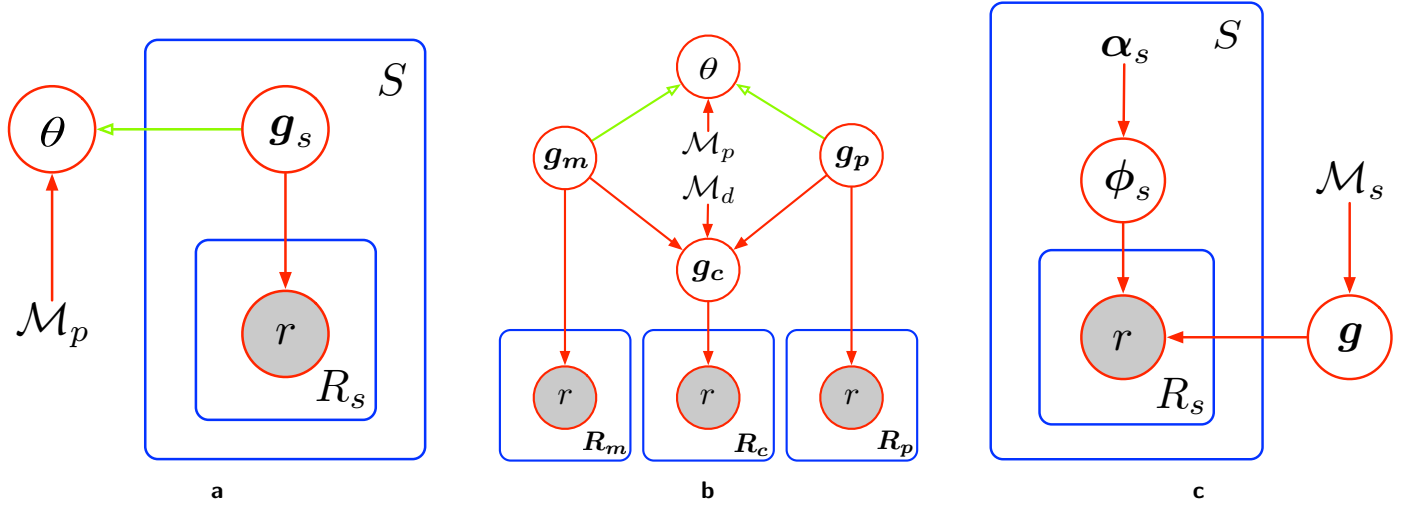 S
θ
g_s
M_p
r
R_s
a
θ
M_p
g_m
g_p
M_d
g_c
r
r
r
R_m
R_c
R_p
b
S
α_s
ϕ_s
M_s
r
g
R_s
c